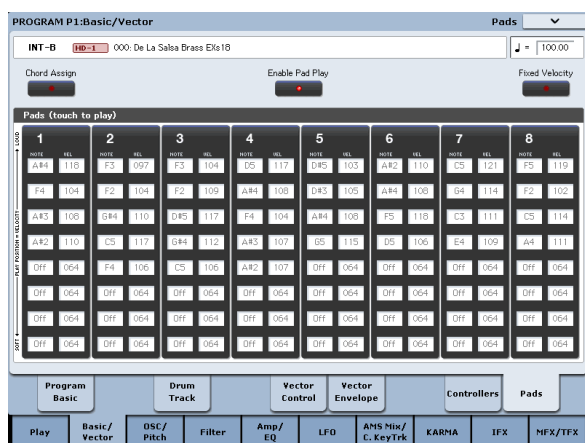 PROGRAM P1:Basic/Vector Pads
INT-B HD-1 000: De La Salsa Brass EXs18 ♩ = 100.00
Chord Assign Enable Pad Play Fixed Velocity
Pads (touch to play)
1 2 3 4 5 6 7 8
NOTE VEL NOTE VEL NOTE VEL NOTE VEL NOTE VEL NOTE VEL NOTE VEL NOTE VEL
A#4 118 F3 097 F3 104 D5 117 D#5 103 A#2 110 C5 121 F5 119
F4 104 F2 104 F2 109 A#4 108 D#3 105 A#4 108 G4 114 F2 102
A#3 108 G#4 110 D#5 117 F4 104 A#4 108 F5 118 C3 111 C5 114
A#2 110 C5 117 G#4 112 A#3 107 G5 115 D5 106 E4 109 A4 111
Off 064 F4 106 C5 106 A#2 107 Off 064 Off 064 Off 064 Off 064
Off 064 Off 064 Off 064 Off 064 Off 064 Off 064 Off 064 Off 064
Off 064 Off 064 Off 064 Off 064 Off 064 Off 064 Off 064 Off 064
Off 064 Off 064 Off 064 Off 064 Off 064 Off 064 Off 064 Off 064
SOFT ← PLAY POSITION = VELOCITY → LOUD
Program Basic
Drum Track
Vector Control
Vector Envelope
Controllers
Pads
Play
Basic/Vector
OSC/Pitch
Filter
Amp/EQ
LFO
AMS Mix/C. KeyTrk
KARMA
IFX
MFX/TFX